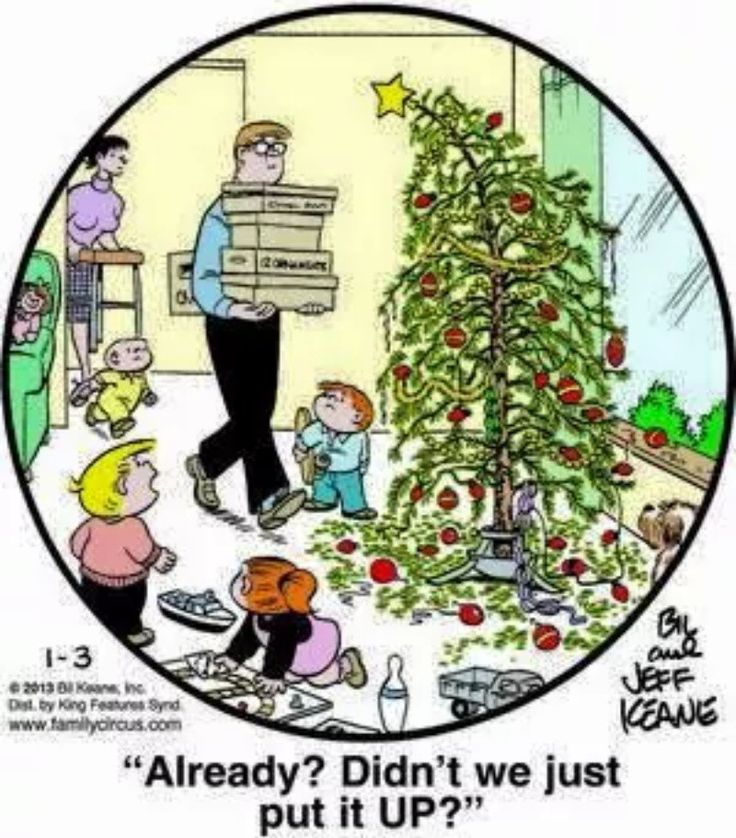 12 ORNAMENTS
1-3
© 2013 Bil Keane, Inc.
Dist. by King Features Synd.
www.familycircus.com
BIL
and
JEFF
KEANE
“Already? Didn’t we just
put it UP?”